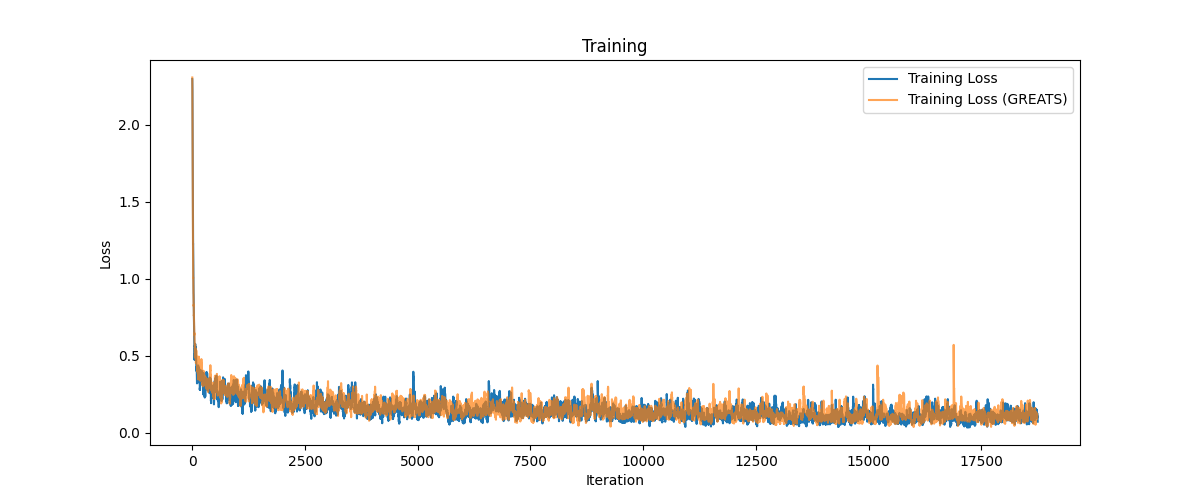 Training
Training Loss
Training Loss (GREATS)
Loss
2.0
1.5
1.0
0.5
0.0
0 2500 5000 7500 10000 12500 15000 17500
Iteration